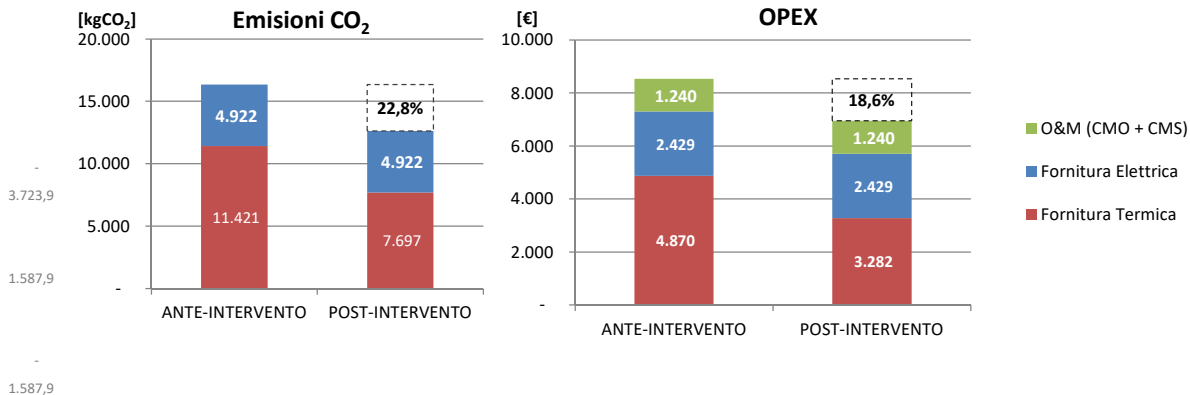 [kgCO2]
Emisioni CO2
20.000
15.000
10.000
5.000
-
4.922
11.421
22,8%
4.922
7.697
ANTE-INTERVENTO
POST-INTERVENTO
-
3.723,9
1.587,9
-
1.587,9
[€]
OPEX
10.000
8.000
6.000
4.000
2.000
-
1.240
2.429
4.870
18,6%
1.240
2.429
3.282
ANTE-INTERVENTO
POST-INTERVENTO
O&M (CMO + CMS)
Fornitura Elettrica
Fornitura Termica